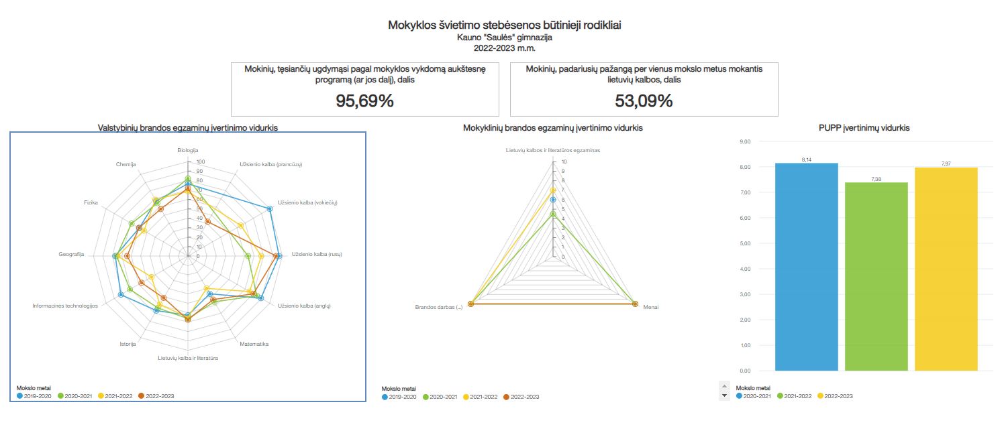 Mokyklos švietimo stebėsenos būtinieji rodikliai
Kauno "Saulės" gimnazija
2022-2023 m.m.
Mokinių, tęsiančių ugdymąsi pagal mokyklos vykdomą aukštesnę
programą (ar jos dalį), dalis
95,69%
Mokinių, padariusių pažangą per vienus mokslo metus mokantis
lietuvių kalbos, dalis
53,09%
Valstybinių brandos egzaminų įvertinimo vidurkis
Biologija
Užsienio kalba (prancūzų)
Užsienio kalba (vokiečių)
Užsienio kalba (rusų)
Užsienio kalba (anglų)
Matematika
Lietuvių kalba ir literatūra
Istorija
Informacinės technologijos
Geografija
Fizika
Chemija
100
90
80
70
60
50
40
30
20
10
0
Mokslo metai
2019-2020 2020-2021 2021-2022 2022-2023
Mokyklinių brandos egzaminų įvertinimo vidurkis
Lietuvių kalbos ir literatūros egzaminas
10
9
8
7
6
5
4
3
2
1
0
Brandos darbas (...)
Menai
Mokslo metai
2019-2020 2020-2021 2021-2022 2022-2023
PUPP įvertinimų vidurkis
9,00
8,00
7,00
6,00
5,00
4,00
3,00
2,00
1,00
0,00
8,14
7,38
7,97
Mokslo metai
2020-2021 2021-2022 2022-2023